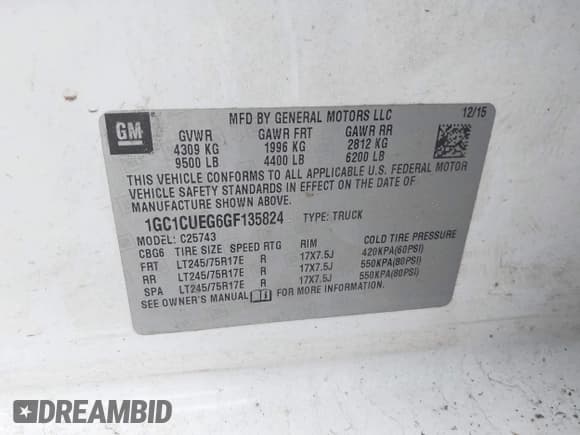 MFD BY GENERAL MOTORS LLC 12/15
GM
GVWR GAWR FRT GAWR RR
4309 KG 1996 KG 2812 KG
9500 LB 4400 LB 6200 LB
THIS VEHICLE CONFORMS TO ALL APPLICABLE U.S. FEDERAL MOTOR
VEHICLE SAFETY STANDARDS IN EFFECT ON THE DATE OF
MANUFACTURE SHOWN ABOVE.
1GC1CUEG6GF135824 TYPE: TRUCK
MODEL: C25743
CBG6 TIRE SIZE SPEED RTG RIM COLD TIRE PRESSURE
FRT LT245/75R17E R 17X7.5J 420KPA(60PSI)
RR LT245/75R17E R 17X7.5J 550KPA(80PSI)
SPA LT245/75R17E R 17X7.5J 550KPA(80PSI)
SEE OWNER'S MANUAL FOR MORE INFORMATION.
DREAMBID